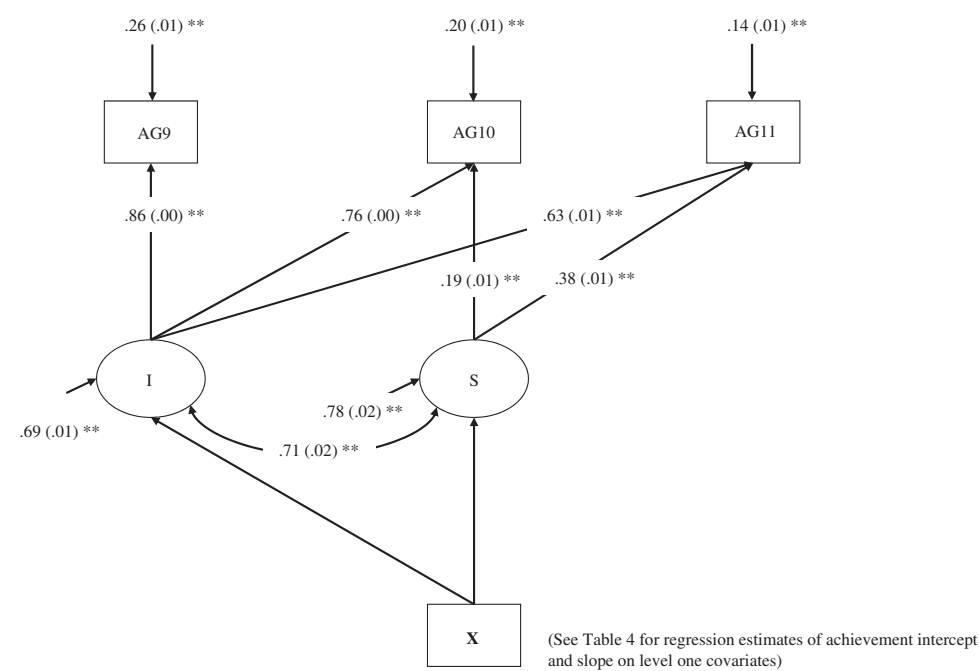 .26 (.01) **
.20 (.01) **
.14 (.01) **
AG9
AG10
AG11
.86 (.00) **
.76 (.00) **
.63 (.01) **
.19 (.01) **
.38 (.01) **
I
S
.78 (.02) **
.69 (.01) **
.71 (.02) **
X
(See Table 4 for regression estimates of achievement intercept
and slope on level one covariates)